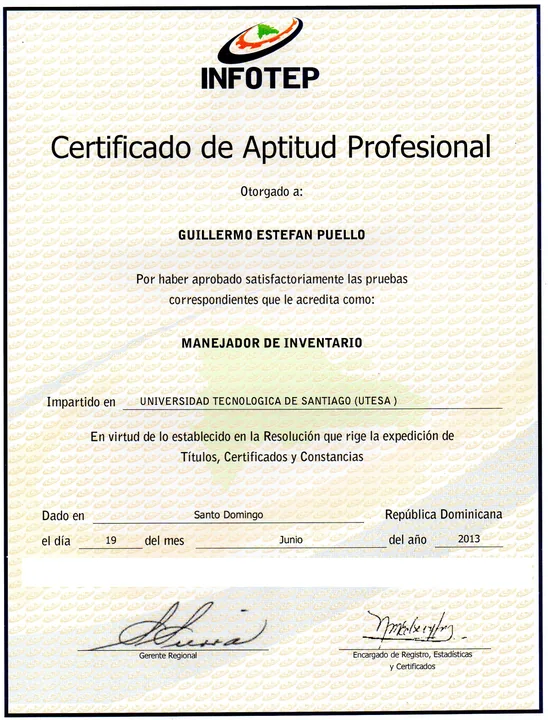 INFOTEP
Certificado de Aptitud Profesional
Otorgado a:
GUILLERMO ESTEFAN PUELLO
Por haber aprobado satisfactoriamente las pruebas
correspondientes que le acredita como:
MANEJADOR DE INVENTARIO
Impartido en UNIVERSIDAD TECNOLOGICA DE SANTIAGO (UTESA )
En virtud de lo establecido en la Resolución que rige la expedición de
Títulos, Certificados y Constancias
Dado en Santo Domingo República Dominicana
el día 19 del mes Junio del año 2013
Gerente Regional
Encargado de Registro, Estadísticas
y Certificados